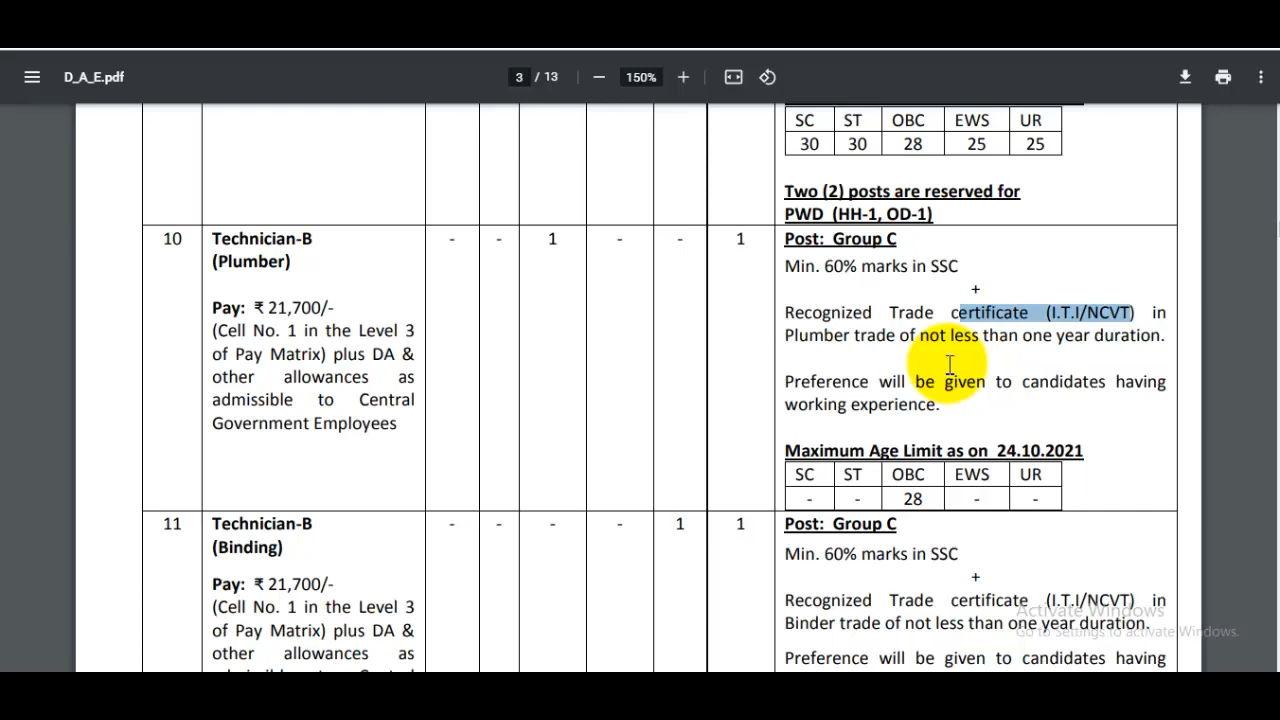 D_A_E.pdf
3 / 13
150%
SC ST OBC EWS UR
30 30 28 25 25
Two (2) posts are reserved for
PWD (HH-1, OD-1)
10 Technician-B - - 1 - - 1 Post: Group C
(Plumber)
Min. 60% marks in SSC
+
Pay: ₹ 21,700/-
Recognized Trade certificate (I.T.I/NCVT) in
(Cell No. 1 in the Level 3
Plumber trade of not less than one year duration.
of Pay Matrix) plus DA &
other allowances as
Preference will be given to candidates having
admissible to Central
working experience.
Government Employees
Maximum Age Limit as on 24.10.2021
SC ST OBC EWS UR
- - 28 - -
11 Technician-B - - - - 1 1 Post: Group C
(Binding)
Min. 60% marks in SSC
+
Pay: ₹ 21,700/-
Recognized Trade certificate (I.T.I/NCVT) in
(Cell No. 1 in the Level 3
Binder trade of not less than one year duration.
of Pay Matrix) plus DA &
other allowances as
Preference will be given to candidates having
Activate Windows
Go to Settings to activate Windows.